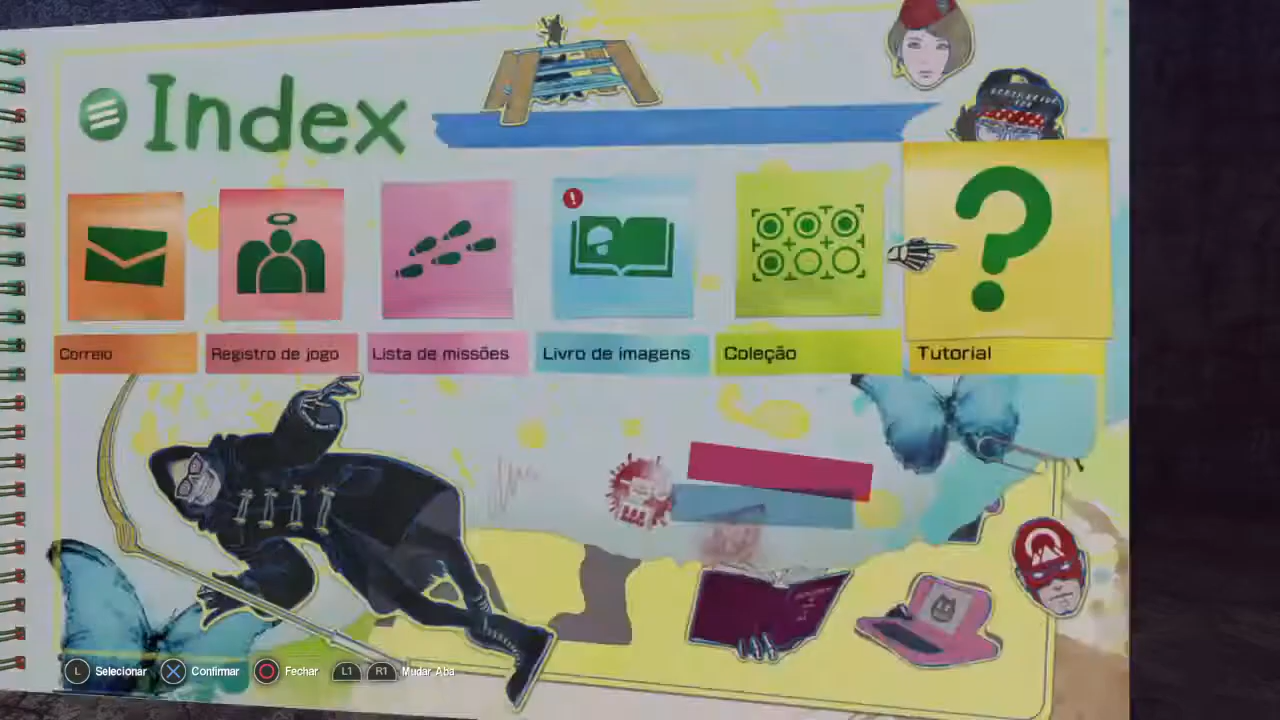 Index
Correio
Registro de jogo
Lista de missões
Livro de imagens
Coleção
Tutorial
L Selecionar Confirmar Fechar L1 R1 Mudar Aba